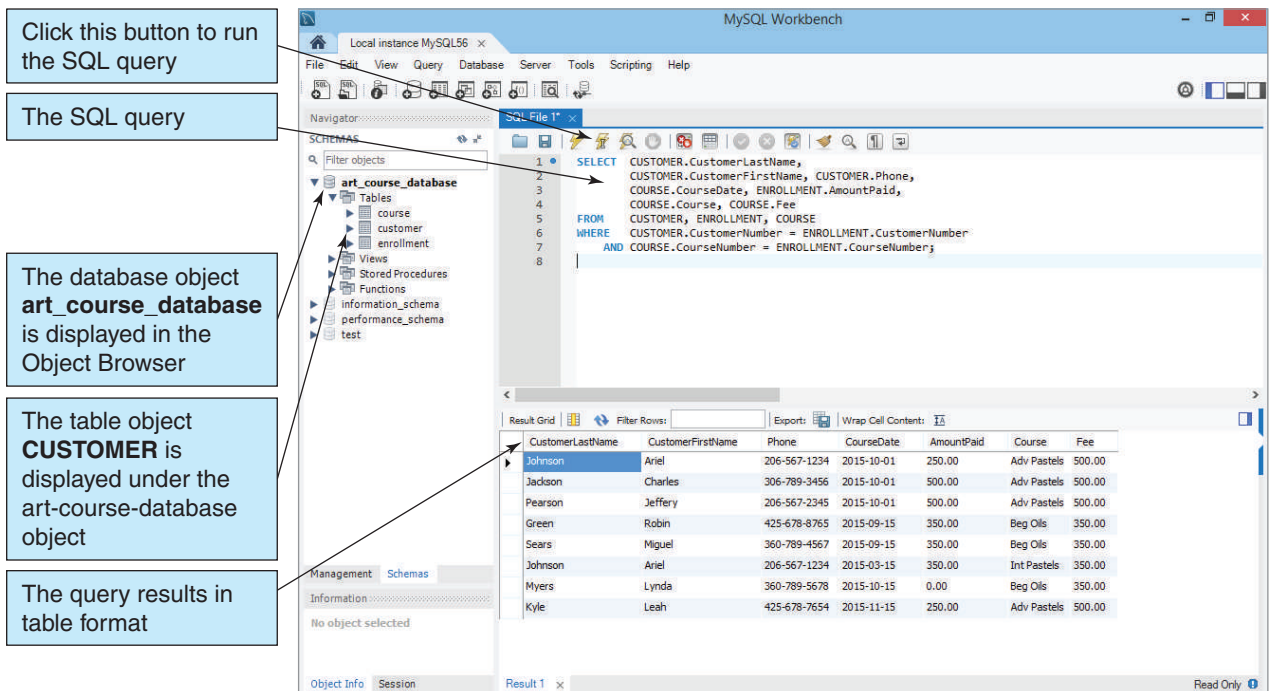 Click this button to run
the SQL query
The SQL query
The database object
art_course_database
is displayed in the
Object Browser
The table object
CUSTOMER is
displayed under the
art-course-database
object
The query results in
table format
MySQL Workbench
Local instance MySQL56 ×
File Edit View Query Database Server Tools Scripting Help
Navigator
SCHEMAS
Filter objects
art_course_database
Tables
course
customer
enrollment
Views
Stored Procedures
Functions
information_schema
performance_schema
test
Management Schemas
Information
No object selected
Object Info Session
SQL File 1* ×
1 SELECT CUSTOMER.CustomerLastName,
2 CUSTOMER.CustomerFirstName, CUSTOMER.Phone,
3 COURSE.CourseDate, ENROLLMENT.AmountPaid,
4 COURSE.Course, COURSE.Fee
5 FROM CUSTOMER, ENROLLMENT, COURSE
6 WHERE CUSTOMER.CustomerNumber = ENROLLMENT.CustomerNumber
7 AND COURSE.CourseNumber = ENROLLMENT.CourseNumber;
8
Result Grid Filter Rows: Export: Wrap Cell Content:
CustomerLastName CustomerFirstName Phone CourseDate AmountPaid Course Fee
Johnson Ariel 206-567-1234 2015-10-01 250.00 Adv Pastels 500.00
Jackson Charles 306-789-3456 2015-10-01 500.00 Adv Pastels 500.00
Pearson Jeffery 206-567-2345 2015-10-01 500.00 Adv Pastels 500.00
Green Robin 425-678-8765 2015-09-15 350.00 Beg Oils 350.00
Sears Miguel 360-789-4567 2015-09-15 350.00 Beg Oils 350.00
Johnson Ariel 206-567-1234 2015-03-15 350.00 Int Pastels 350.00
Myers Lynda 360-789-5678 2015-10-15 0.00 Beg Oils 350.00
Kyle Leah 425-678-7654 2015-11-15 250.00 Adv Pastels 500.00
Result 1 ×
Read Only